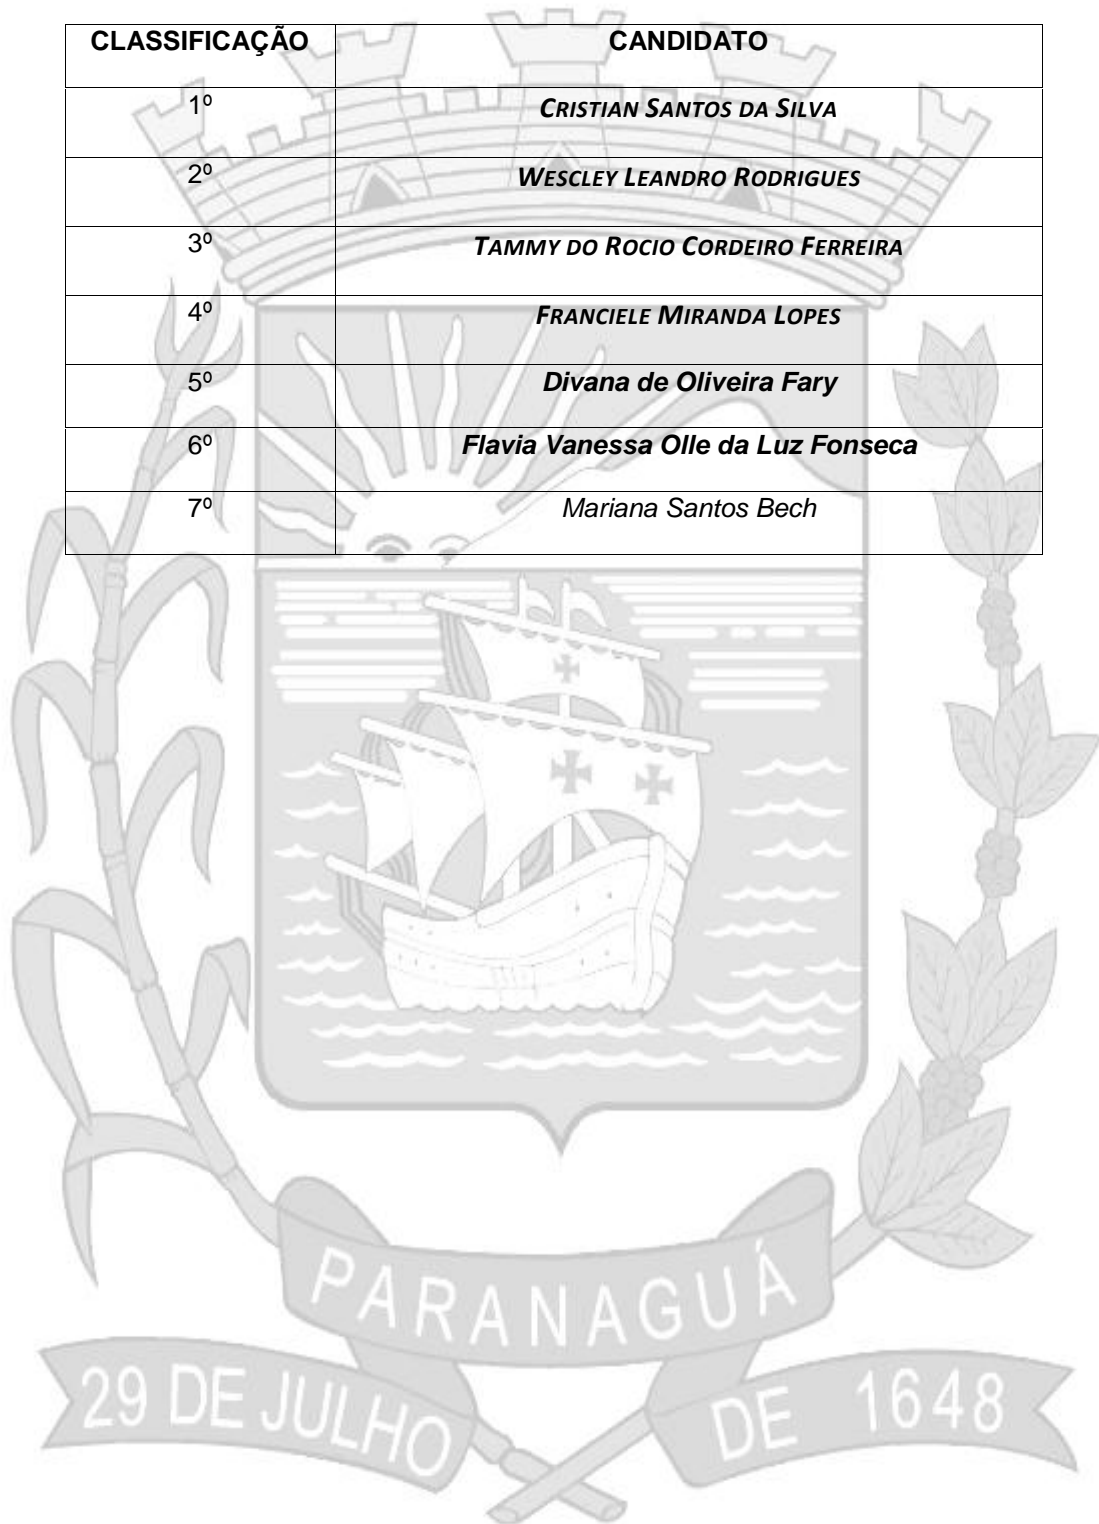 CLASSIFICAÇÃO CANDIDATO
1º CRISTIAN SANTOS DA SILVA
2º WESCLEY LEANDRO RODRIGUES
3º TAMMY DO ROCIO CORDEIRO FERREIRA
4º FRANCIELE MIRANDA LOPES
5º Divana de Oliveira Fary
6º Flavia Vanessa Olle da Luz Fonseca
7º Mariana Santos Bech
PARANAGUÁ
29 DE JULHO DE 1648